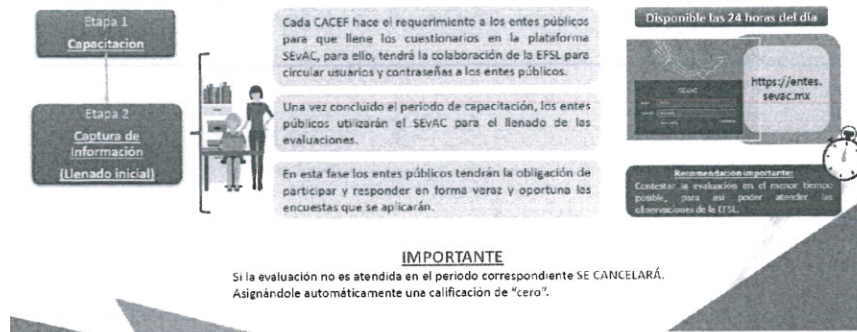 Etapa 1
Capacitacion
Etapa 2
Captura de
Información
(Llenado inicial)
Cada CACEF hace el requerimiento a los entes públicos
para que llene los cuestionarios en la plataforma
SEvAC, para ello, tendrá la colaboración de la EFSL para
circular usuarios y contraseñas a los entes públicos.
Una vez concluido el periodo de capacitación, los entes
públicos utilizarán el SEvAC para el llenado de las
evaluaciones.
En esta fase los entes públicos tendrán la obligación de
participar y responder en forma veraz y oportuna las
encuestas que se aplicarán.
Disponible las 24 horas del día
SEVAC
https://entes.
sevac.mx
Recomendación importante:
Contestar la evaluación en el menor tiempo
posible, para así poder atender las
observaciones de la EFSL.
IMPORTANTE
Si la evaluación no es atendida en el periodo correspondiente SE CANCELARÁ.
Asignándole automáticamente una calificación de "cero".